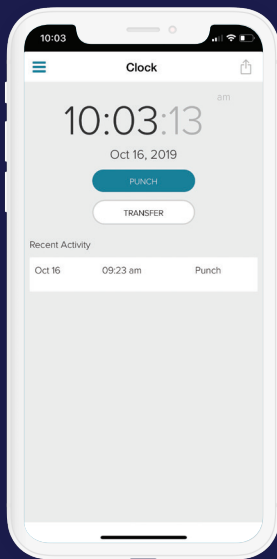 10:03
Clock
am
10:03:13
Oct 16, 2019
PUNCH
TRANSFER
Recent Activity
Oct 16 09:23 am Punch